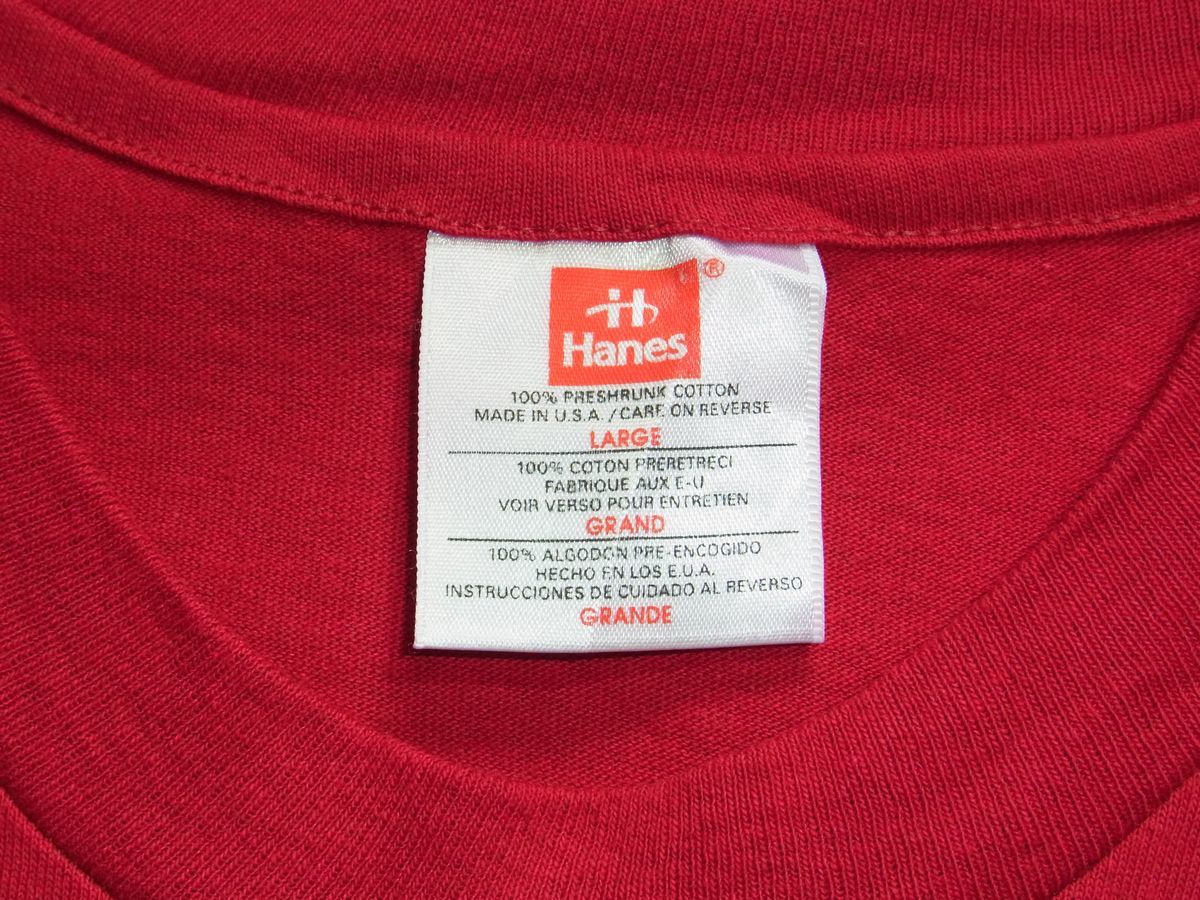 ®
Hanes
100% PRESHRUNK COTTON
MADE IN U.S.A. /CARE ON REVERSE
LARGE
100% COTON PRERETRECI
FABRIQUE AUX E-U
VOIR VERSO POUR ENTRETIEN
GRAND
100% ALGODON PRE-ENCOGIDO
HECHO EN LOS E.U.A.
INSTRUCCIONES DE CUIDADO AL REVERSO
GRANDE